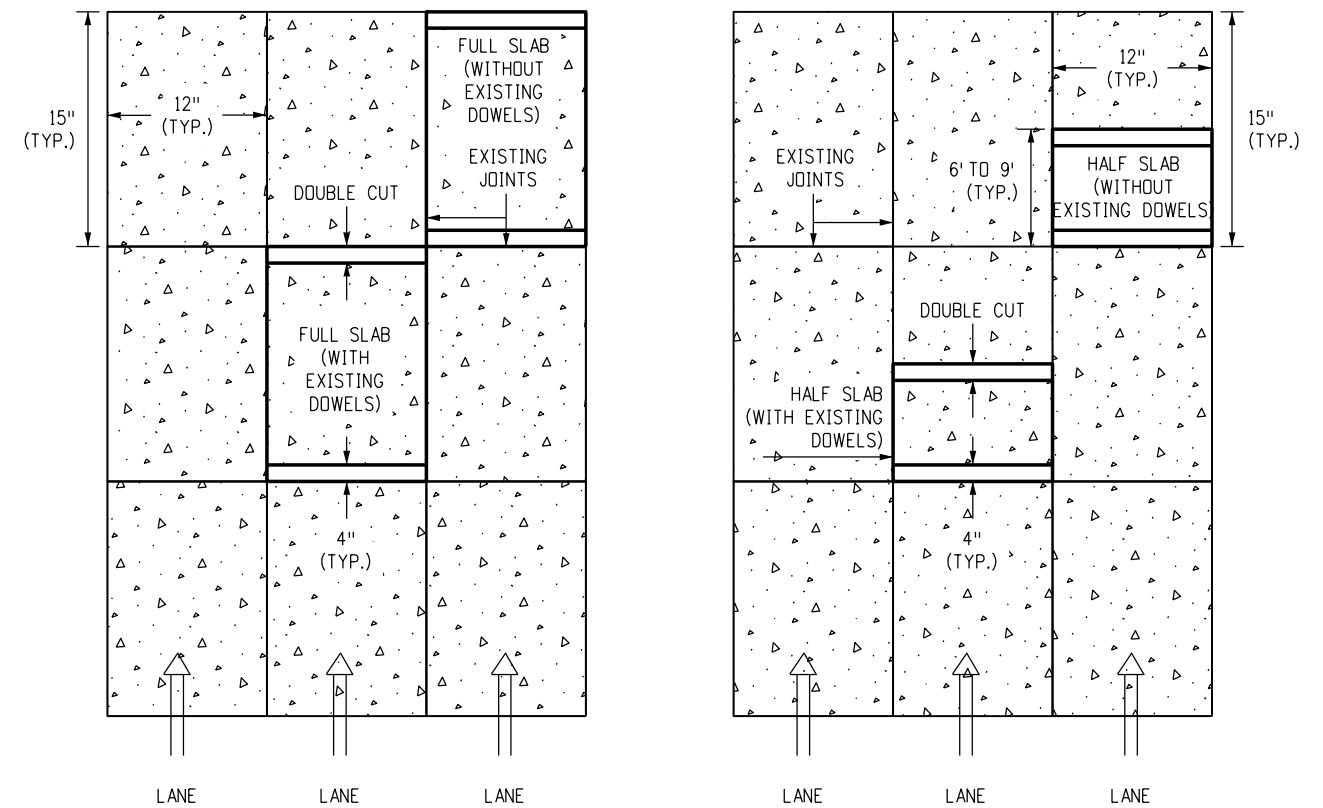 FULL SLAB
(WITHOUT
EXISTING
DOWELS)
15"
(TYP.)
12"
(TYP.)
EXISTING
JOINTS
DOUBLE CUT
FULL SLAB
(WITH
EXISTING
DOWELS)
4"
(TYP.)
LANE
LANE
LANE
12"
(TYP.)
15"
(TYP.)
EXISTING
JOINTS
6' TO 9'
(TYP.)
HALF SLAB
(WITHOUT
EXISTING DOWELS)
DOUBLE CUT
HALF SLAB
(WITH EXISTING
DOWELS)
4"
(TYP.)
LANE
LANE
LANE